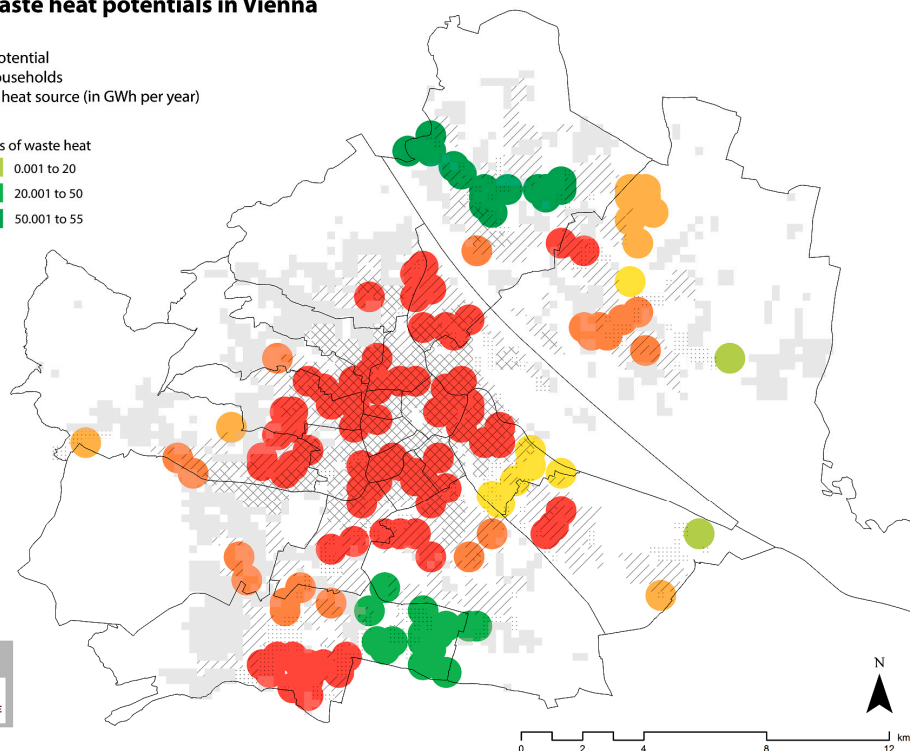 aste heat potentials in Vienna
otential
ouseholds
heat source (in GWh per year)
s of waste heat
0.001 to 20
20.001 to 50
50.001 to 55
N
0 2 4 8 12 km